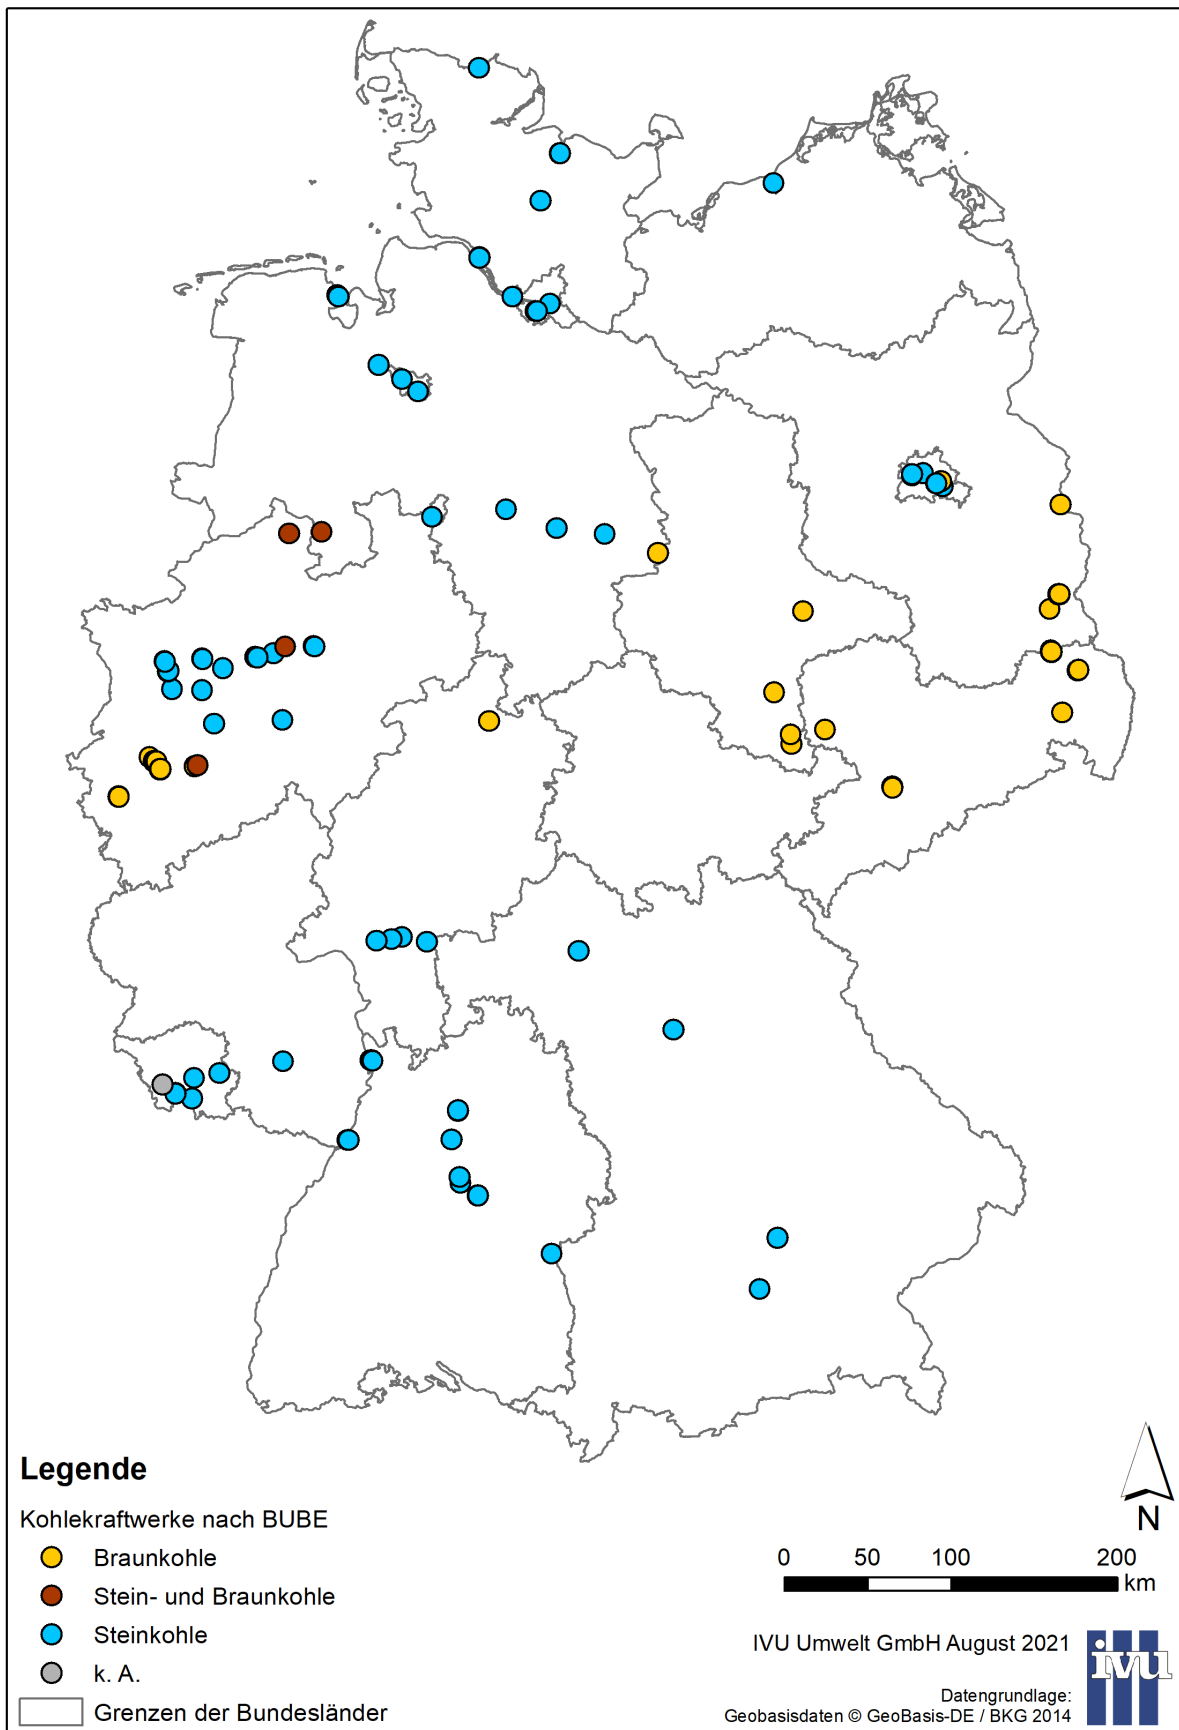 Legende
Kohlekraftwerke nach BUBE
Braunkohle
Stein- und Braunkohle
Steinkohle
k. A.
Grenzen der Bundesländer
N
0 50 100 200
km
IVU Umwelt GmbH August 2021
ivu
Datengrundlage:
Geobasisdaten © GeoBasis-DE / BKG 2014